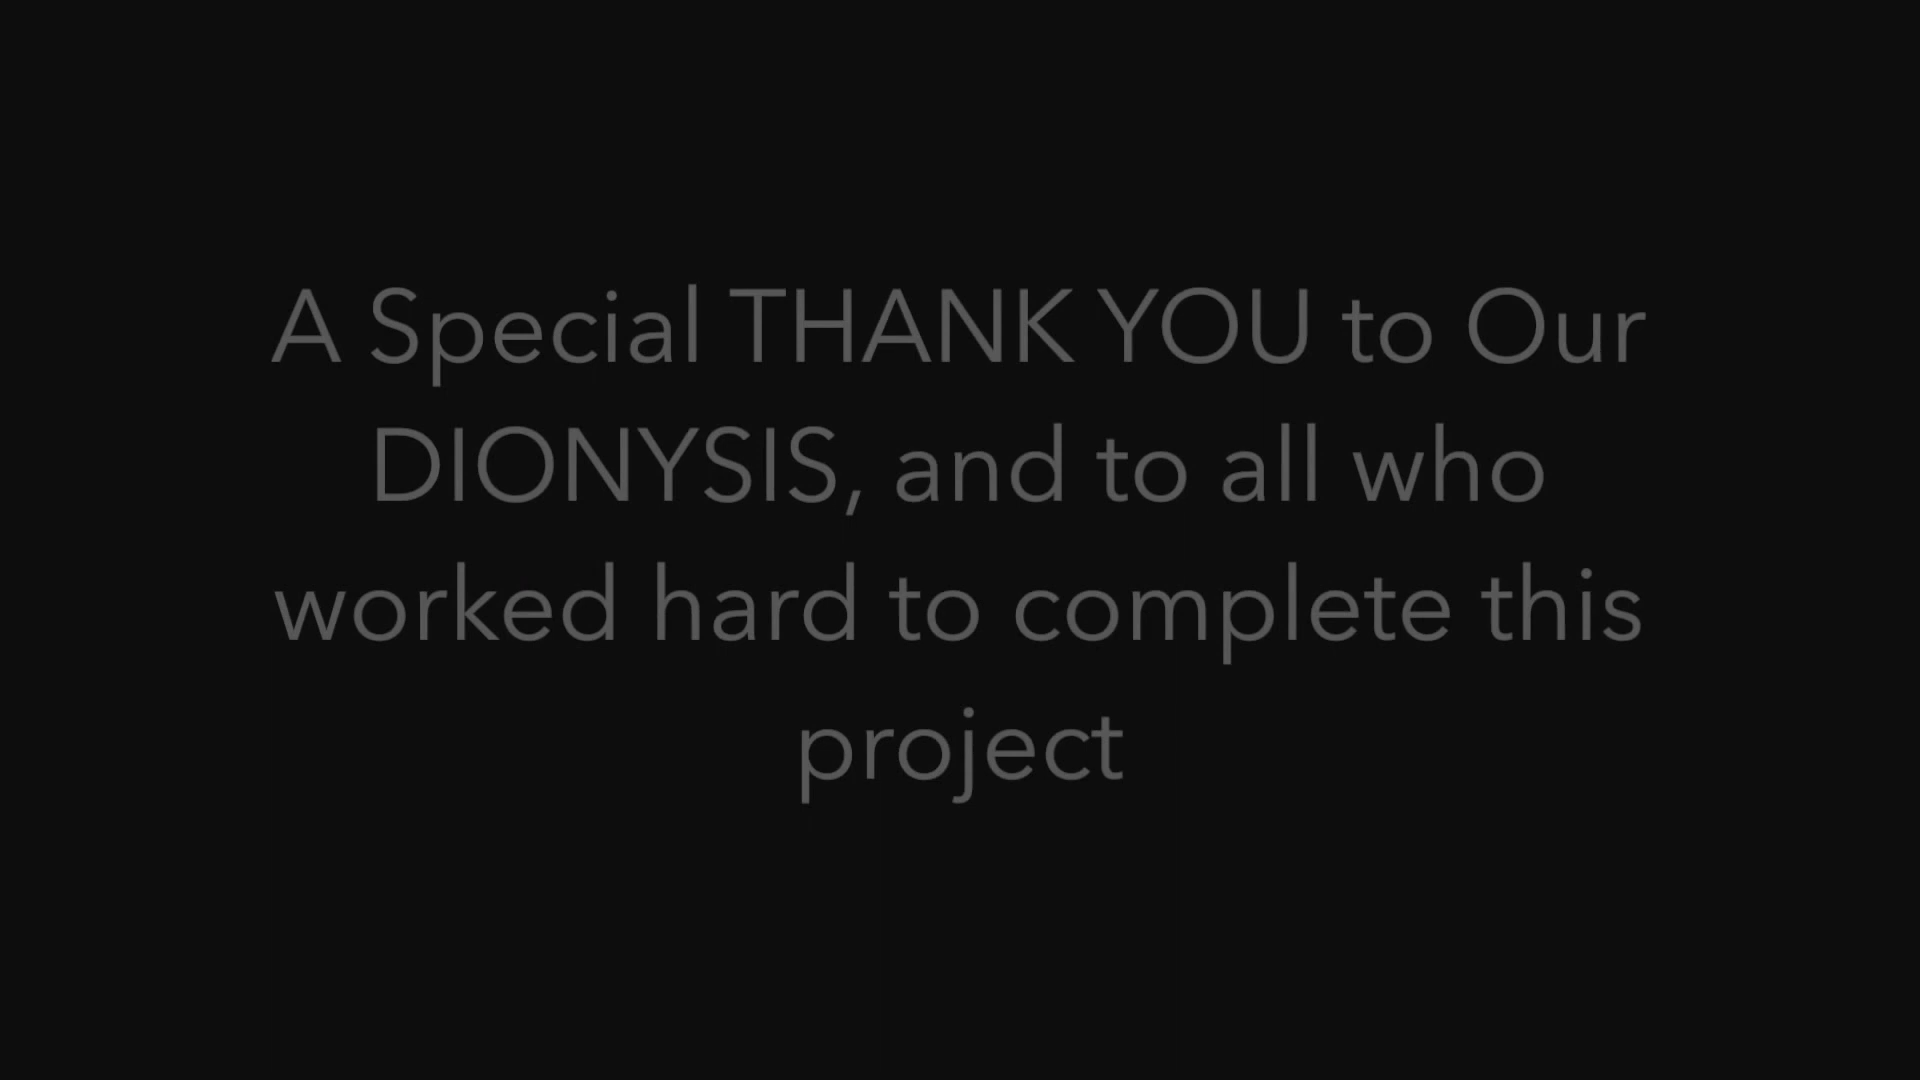 A Special THANK YOU to Our
DIONYSIS, and to all who
worked hard to complete this
project